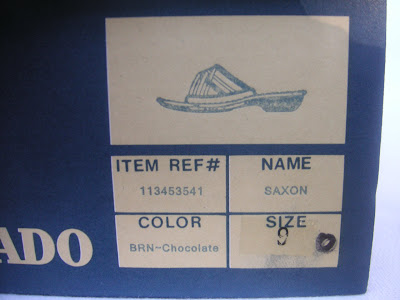 ITEM REF#
113453541
NAME
SAXON
COLOR
BRN-Chocolate
SIZE
9
ADO